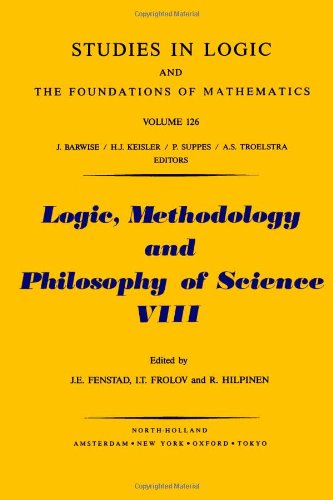 STUDIES IN LOGIC
AND
THE FOUNDATIONS OF MATHEMATICS
VOLUME 126
J. BARWISE / H.J. KEISLER / P. SUPPES / A.S. TROELSTRA
EDITORS
Logic, Methodology
and
Philosophy of Science
VIII
Edited by
J.E. FENSTAD, I.T. FROLOV and R. HILPINEN
NORTH-HOLLAND
AMSTERDAM • NEW YORK • OXFORD • TOKYO